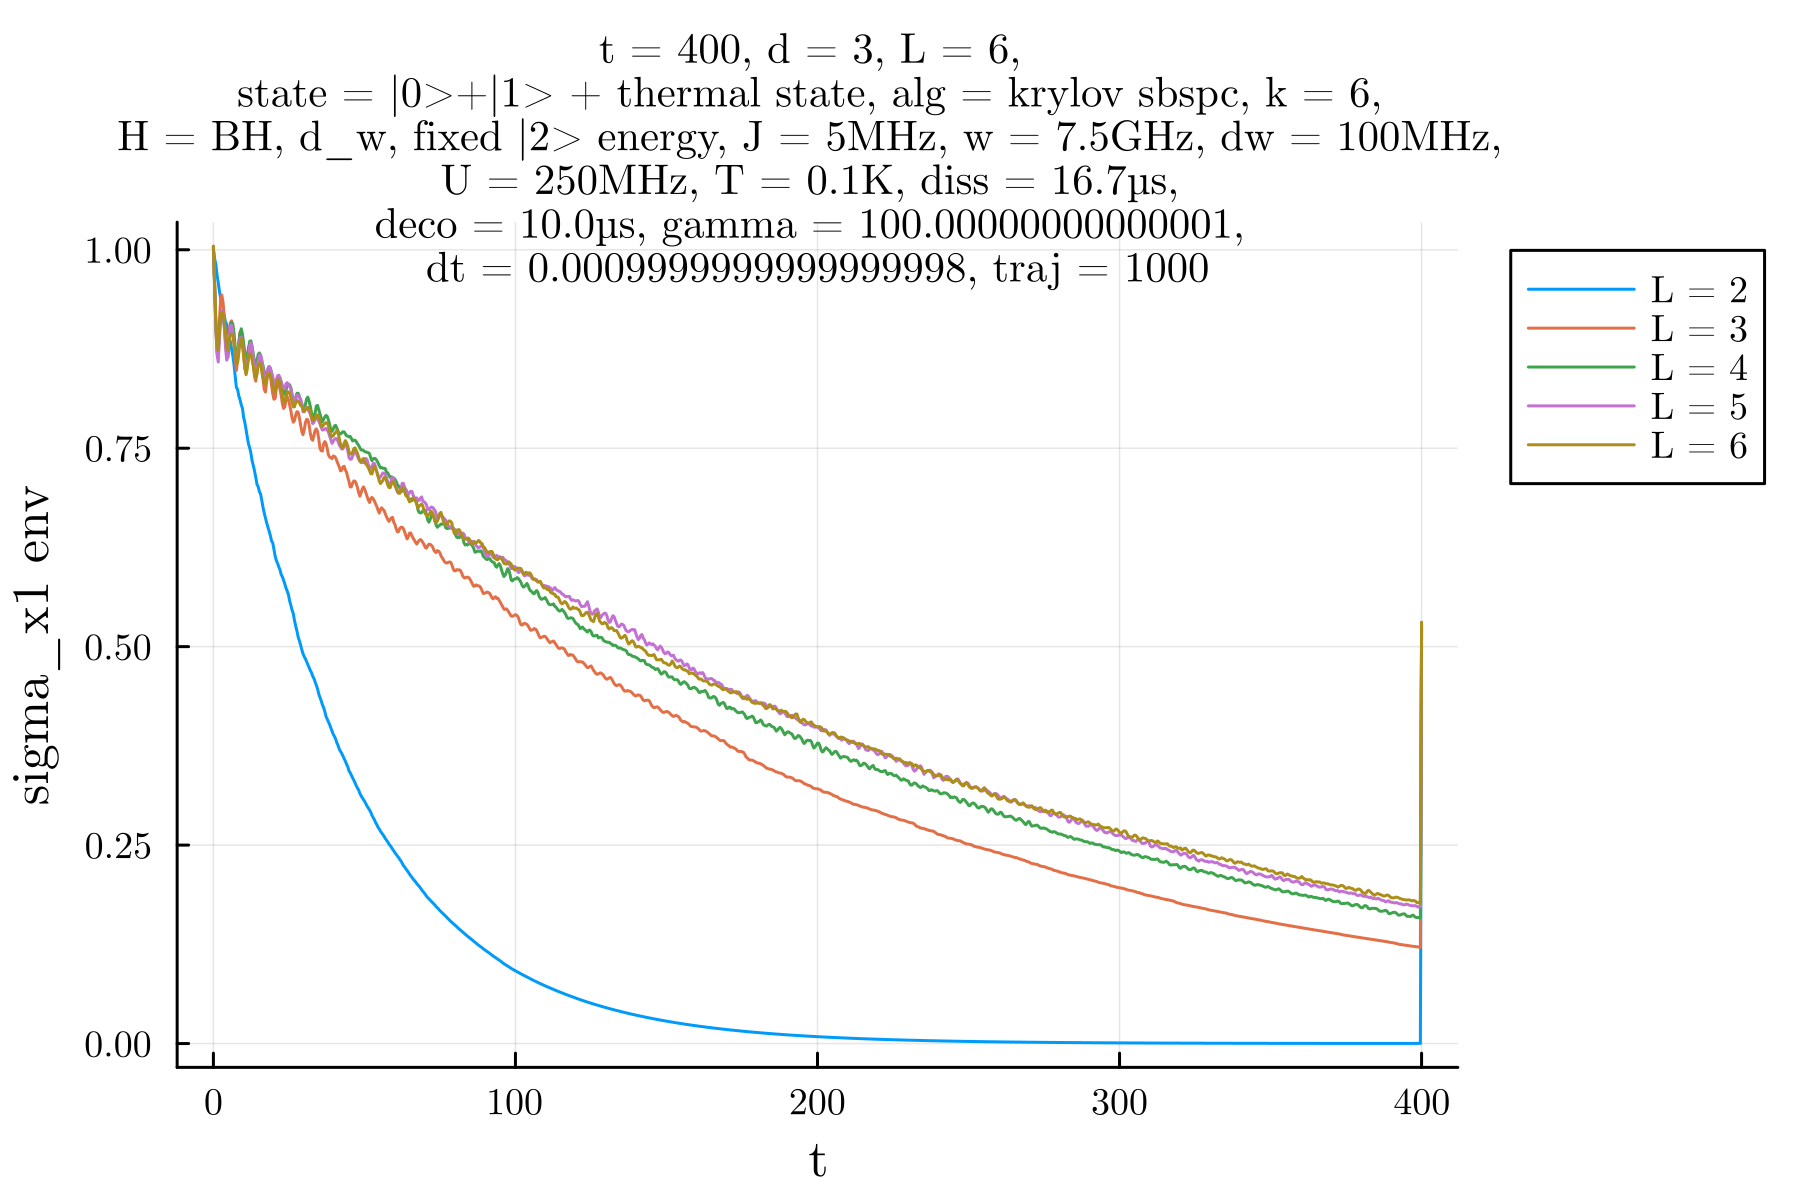 t = 400, d = 3, L = 6,
state = |0>+|1> + thermal state, alg = krylov sbspc, k = 6,
H = BH, d_w, fixed |2> energy, J = 5MHz, w = 7.5GHz, dw = 100MHz,
U = 250MHz, T = 0.1K, diss = 16.7µs,
deco = 10.0µs, gamma = 100.00000000000001,
dt = 0.0009999999999999998, traj = 1000
1.00
0.75
0.50
0.25
0.00
sigma_x1 env
0
100
200
300
400
t
L = 2
L = 3
L = 4
L = 5
L = 6